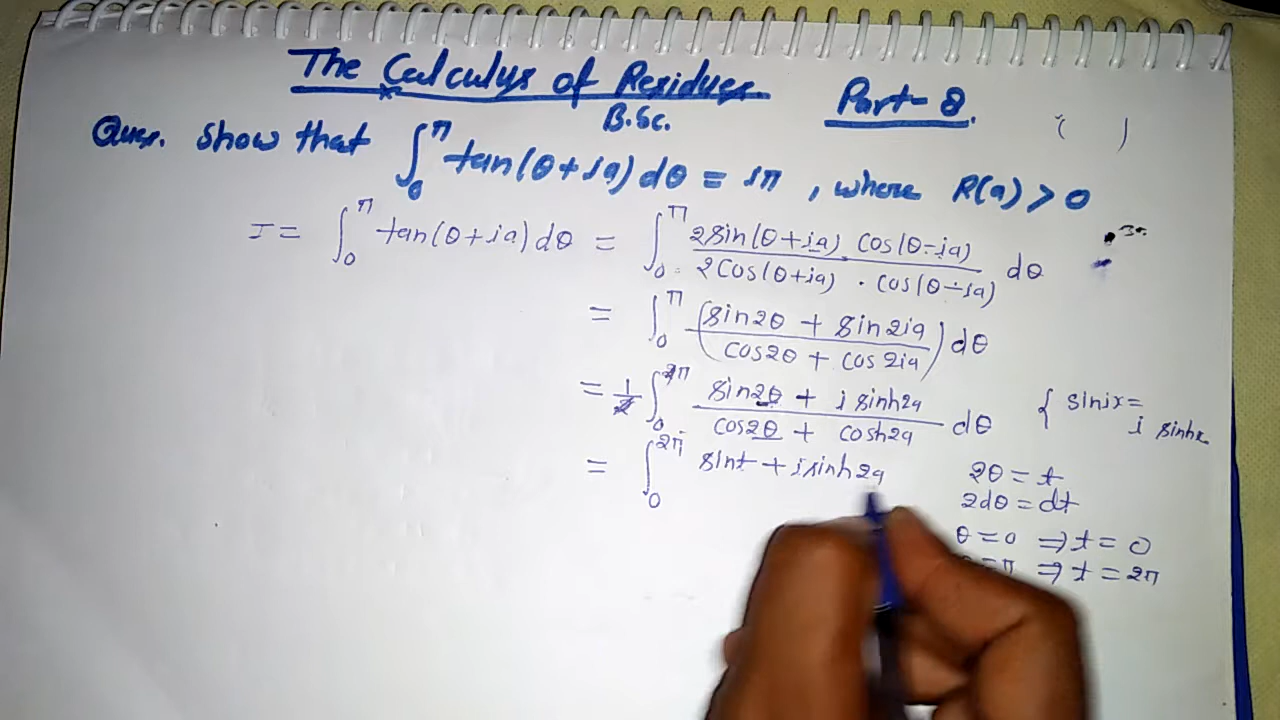 The Calculus of Residues Part-8.
B.Sc.
Ques. Show that ∫₀^π tan(θ+ia) dθ = iπ, where R(a) > 0
I = ∫₀^π tan(θ+ia) dθ = ∫₀^π 2sin(θ+ia) cos(θ-ia) / 2cos(θ+ia) · cos(θ-ia) dθ
= ∫₀^π (sin2θ + sin2ia / cos2θ + cos2ia) dθ
= 1/2 ∫₀^2π sin2θ + i sinh2a / cos2θ + cosh2a dθ { sinix = i sinhx
= ∫₀^2π sint + isinh2a 2θ = t
2dθ = dt
θ = 0 ⇒ t = 0
= π ⇒ t = 2π